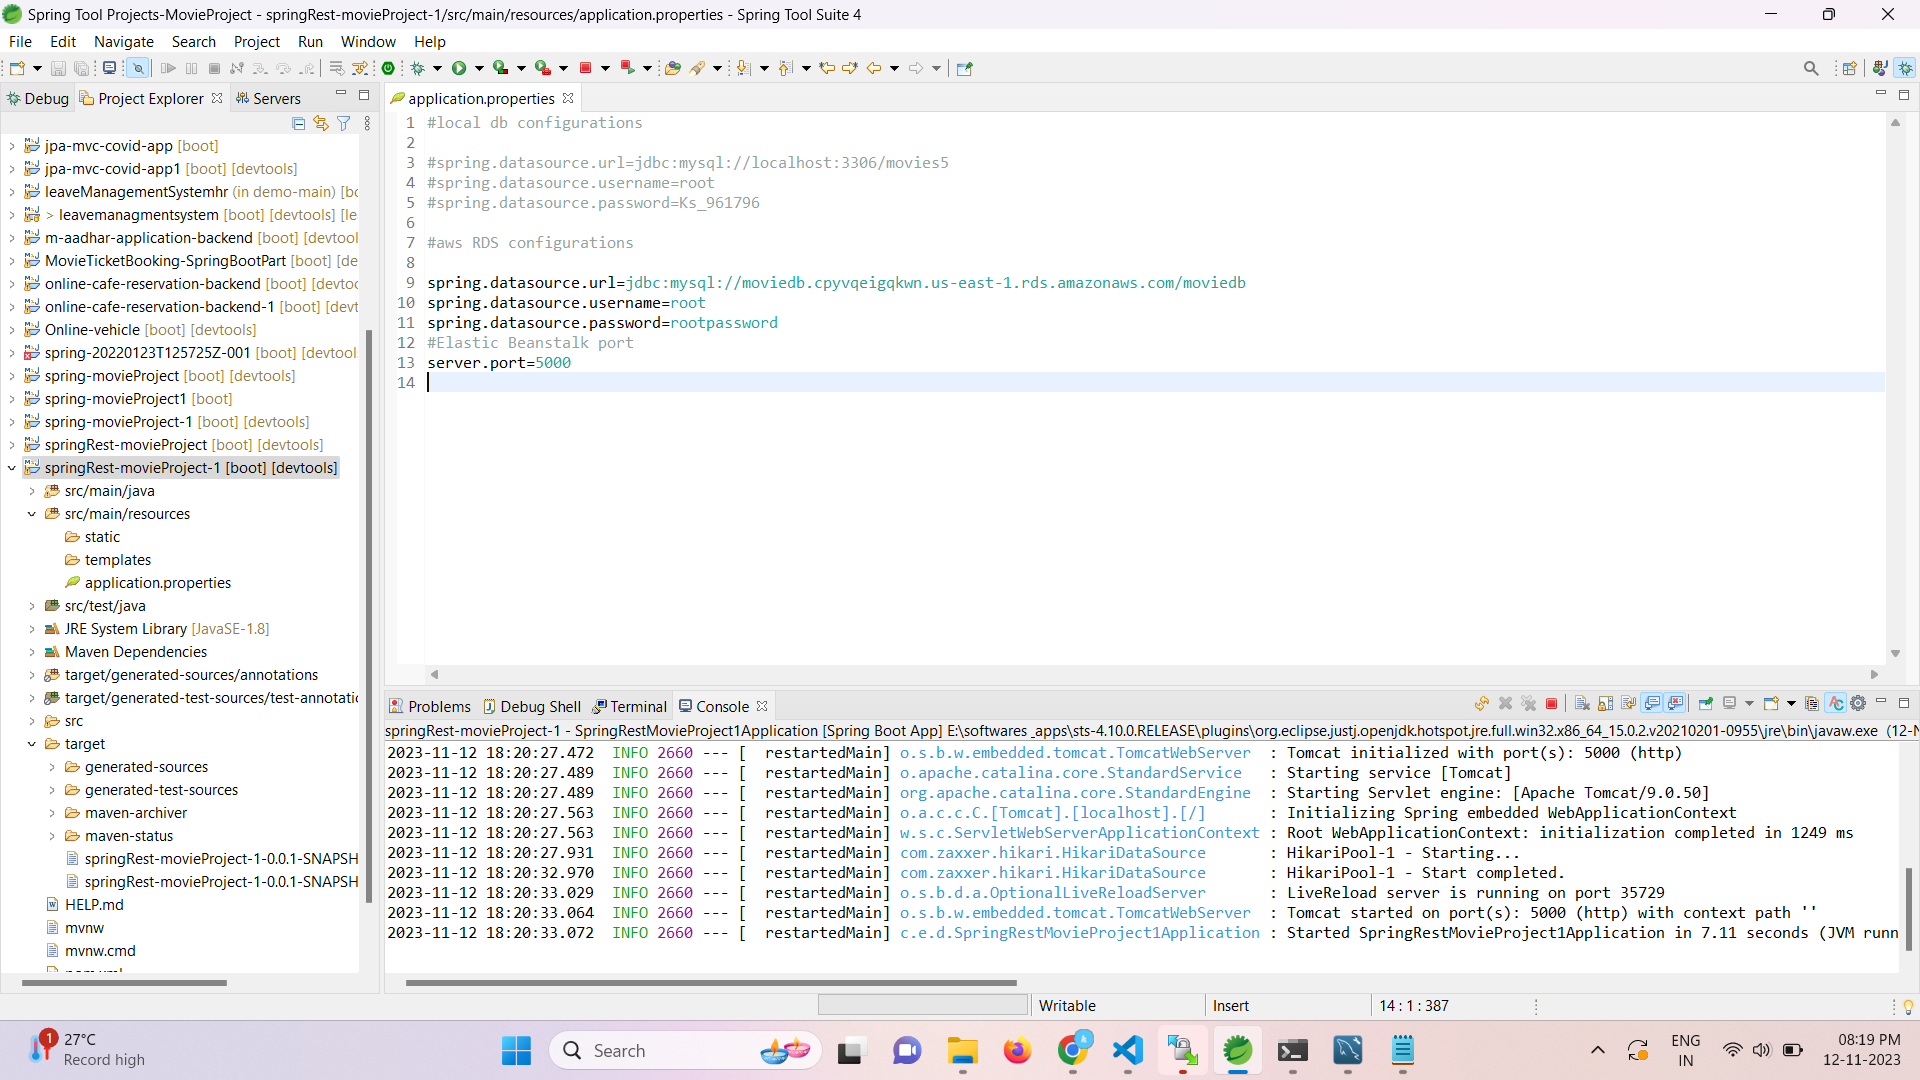 Spring Tool Projects-MovieProject - springRest-movieProject-1/src/main/resources/application.properties - Spring Tool Suite 4
File Edit Navigate Search Project Run Window Help
Debug Project Explorer Servers
application.properties
jpa-mvc-covid-app [boot]
jpa-mvc-covid-app1 [boot] [devtools]
leaveManagementSystemhr (in demo-main) [bo
> leavemanagmentsystem [boot] [devtools] [le
m-aadhar-application-backend [boot] [devtool
MovieTicketBooking-SpringBootPart [boot] [de
online-cafe-reservation-backend [boot] [devtoo
online-cafe-reservation-backend-1 [boot] [devt
Online-vehicle [boot] [devtools]
spring-20220123T125725Z-001 [boot] [devtool
spring-movieProject [boot] [devtools]
spring-movieProject1 [boot]
spring-movieProject-1 [boot] [devtools]
springRest-movieProject [boot] [devtools]
springRest-movieProject-1 [boot] [devtools]
src/main/java
src/main/resources
static
templates
application.properties
src/test/java
JRE System Library [JavaSE-1.8]
Maven Dependencies
target/generated-sources/annotations
target/generated-test-sources/test-annotatio
src
target
generated-sources
generated-test-sources
maven-archiver
maven-status
springRest-movieProject-1-0.0.1-SNAPSH
springRest-movieProject-1-0.0.1-SNAPSH
HELP.md
mvnw
mvnw.cmd
1 #local db configurations
2
3 #spring.datasource.url=jdbc:mysql://localhost:3306/movies5
4 #spring.datasource.username=root
5 #spring.datasource.password=Ks_961796
6
7 #aws RDS configurations
8
9 spring.datasource.url=jdbc:mysql://moviedb.cpyvqeigqkwn.us-east-1.rds.amazonaws.com/moviedb
10 spring.datasource.username=root
11 spring.datasource.password=rootpassword
12 #Elastic Beanstalk port
13 server.port=5000
14
Problems Debug Shell Terminal Console
springRest-movieProject-1 - SpringRestMovieProject1Application [Spring Boot App] E:\softwares _apps\sts-4.10.0.RELEASE\plugins\org.eclipse.justj.openjdk.hotspot.jre.full.win32.x86_64_15.0.2.v20210201-0955\jre\bin\javaw.exe (12-N
2023-11-12 18:20:27.472 INFO 2660 --- [ restartedMain] o.s.b.w.embedded.tomcat.TomcatWebServer : Tomcat initialized with port(s): 5000 (http)
2023-11-12 18:20:27.489 INFO 2660 --- [ restartedMain] o.apache.catalina.core.StandardService : Starting service [Tomcat]
2023-11-12 18:20:27.489 INFO 2660 --- [ restartedMain] org.apache.catalina.core.StandardEngine : Starting Servlet engine: [Apache Tomcat/9.0.50]
2023-11-12 18:20:27.563 INFO 2660 --- [ restartedMain] o.a.c.c.C.[Tomcat].[localhost].[/] : Initializing Spring embedded WebApplicationContext
2023-11-12 18:20:27.563 INFO 2660 --- [ restartedMain] w.s.c.ServletWebServerApplicationContext : Root WebApplicationContext: initialization completed in 1249 ms
2023-11-12 18:20:27.931 INFO 2660 --- [ restartedMain] com.zaxxer.hikari.HikariDataSource : HikariPool-1 - Starting...
2023-11-12 18:20:32.970 INFO 2660 --- [ restartedMain] com.zaxxer.hikari.HikariDataSource : HikariPool-1 - Start completed.
2023-11-12 18:20:33.029 INFO 2660 --- [ restartedMain] o.s.b.d.a.OptionalLiveReloadServer : LiveReload server is running on port 35729
2023-11-12 18:20:33.064 INFO 2660 --- [ restartedMain] o.s.b.w.embedded.tomcat.TomcatWebServer : Tomcat started on port(s): 5000 (http) with context path ''
2023-11-12 18:20:33.072 INFO 2660 --- [ restartedMain] c.e.d.SpringRestMovieProject1Application : Started SpringRestMovieProject1Application in 7.11 seconds (JVM runn
Writable Insert 14 : 1 : 387
1
27°C
Record high
Search
ENG
IN
08:19 PM
12-11-2023